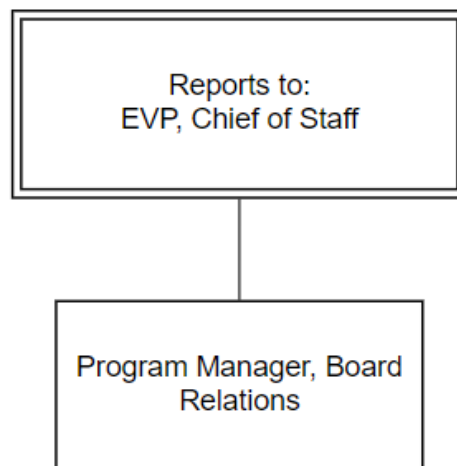 Reports to:
EVP, Chief of Staff
Program Manager, Board
Relations